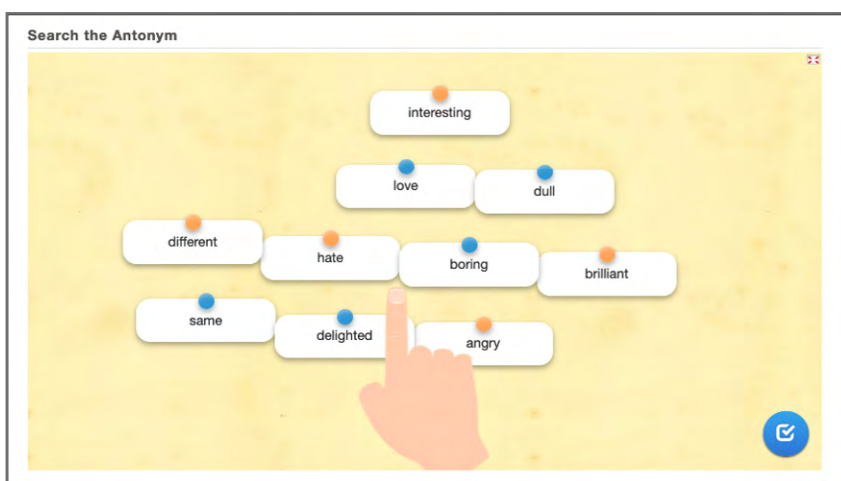 Search the Antonym
interesting
love
dull
different
hate
boring
brilliant
same
delighted
angry